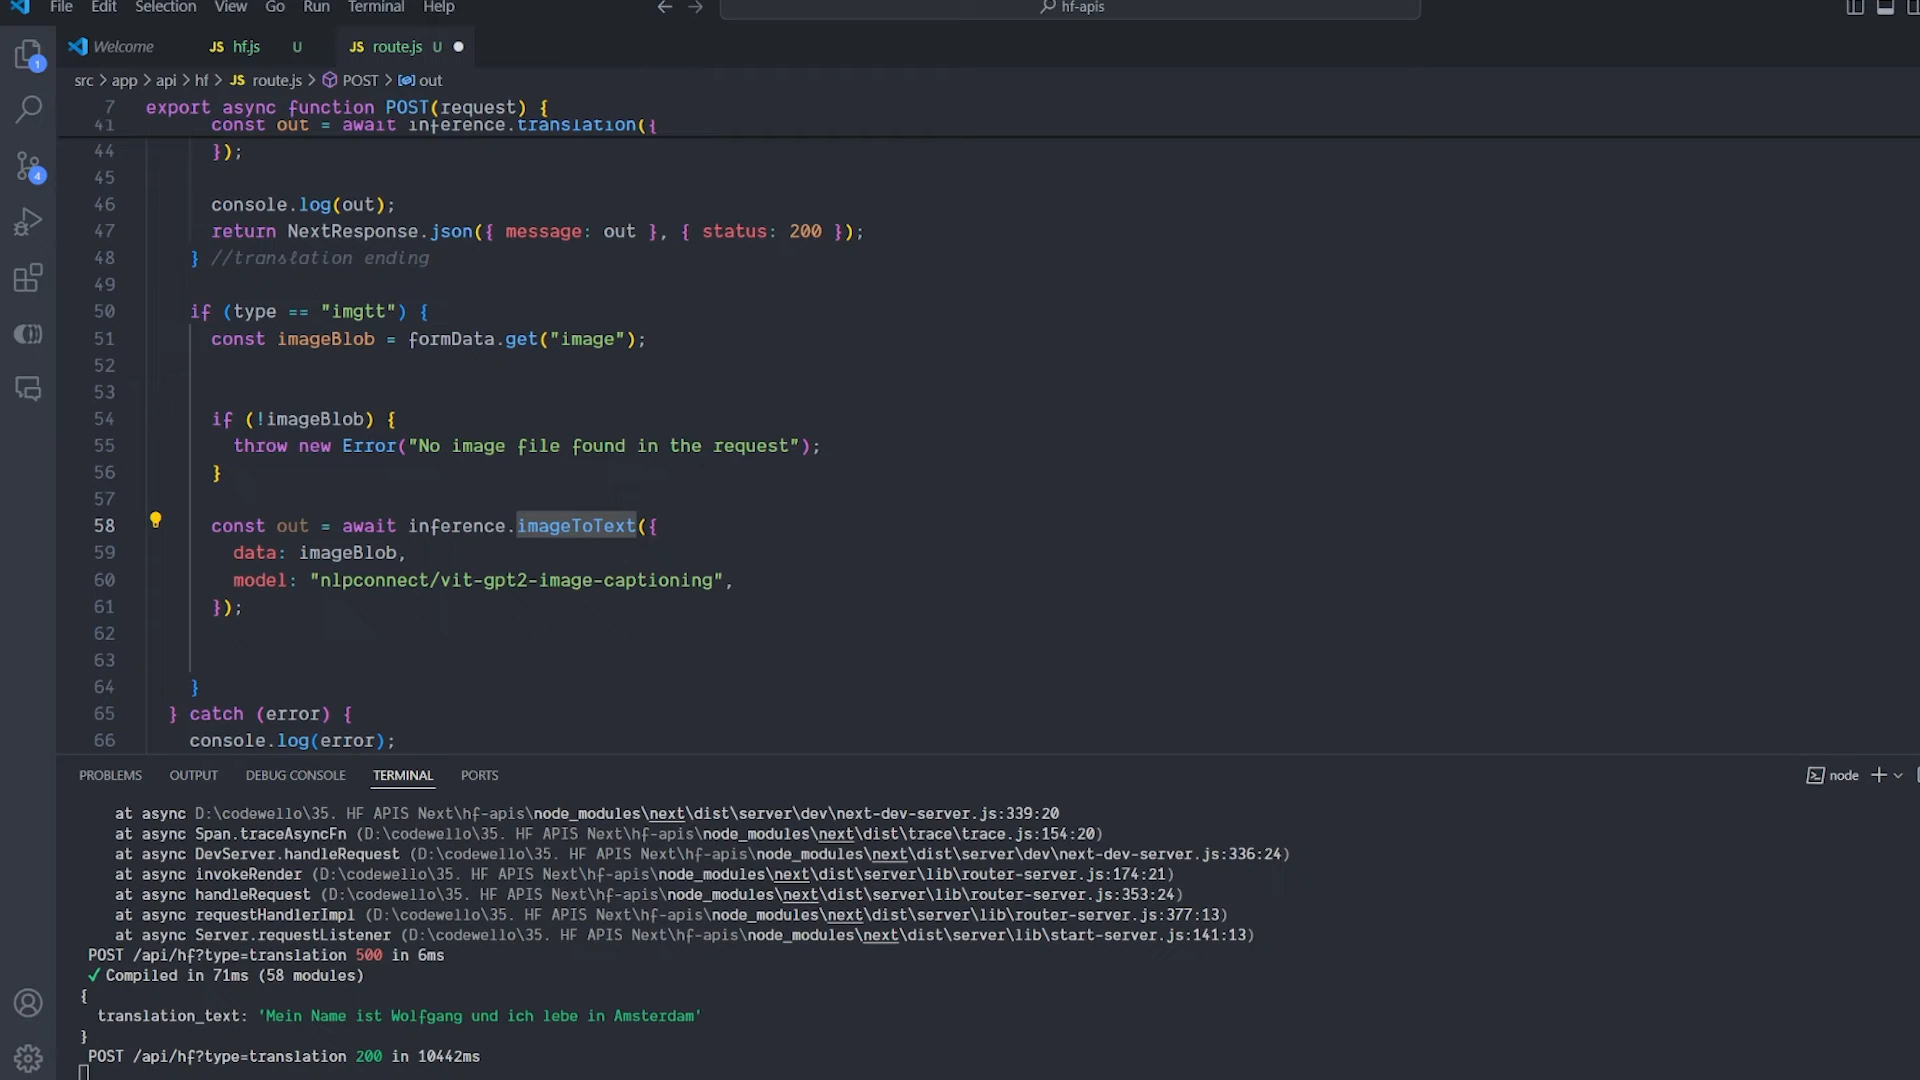 File Edit Selection View Go Run Terminal Help
hf-apis
Welcome
JS hf.js U
JS route.js U
1
src > app > api > hf > JS route.js > POST > out
7 export async function POST(request) {
41 const out = await inference.translation({
44 });
45
4
46 console.log(out);
47 return NextResponse.json({ message: out }, { status: 200 });
48 } //translation ending
49
50 if (type == "imgtt") {
51 const imageBlob = formData.get("image");
52
53
54 if (!imageBlob) {
55 throw new Error("No image file found in the request");
56 }
57
58 const out = await inference.imageToText({
59 data: imageBlob,
60 model: "nlpconnect/vit-gpt2-image-captioning",
61 });
62
63
64 }
65 } catch (error) {
66 console.log(error);
PROBLEMS OUTPUT DEBUG CONSOLE TERMINAL PORTS
node
at async D:\codewello\35. HF APIS Next\hf-apis\node_modules\next\dist\server\dev\next-dev-server.js:339:20
at async Span.traceAsyncFn (D:\codewello\35. HF APIS Next\hf-apis\node_modules\next\dist\trace\trace.js:154:20)
at async DevServer.handleRequest (D:\codewello\35. HF APIS Next\hf-apis\node_modules\next\dist\server\dev\next-dev-server.js:336:24)
at async invokeRender (D:\codewello\35. HF APIS Next\hf-apis\node_modules\next\dist\server\lib\router-server.js:174:21)
at async handleRequest (D:\codewello\35. HF APIS Next\hf-apis\node_modules\next\dist\server\lib\router-server.js:353:24)
at async requestHandlerImpl (D:\codewello\35. HF APIS Next\hf-apis\node_modules\next\dist\server\lib\router-server.js:377:13)
at async Server.requestListener (D:\codewello\35. HF APIS Next\hf-apis\node_modules\next\dist\server\lib\start-server.js:141:13)
POST /api/hf?type=translation 500 in 6ms
✓ Compiled in 71ms (58 modules)
{
translation_text: 'Mein Name ist Wolfgang und ich lebe in Amsterdam'
}
POST /api/hf?type=translation 200 in 10442ms